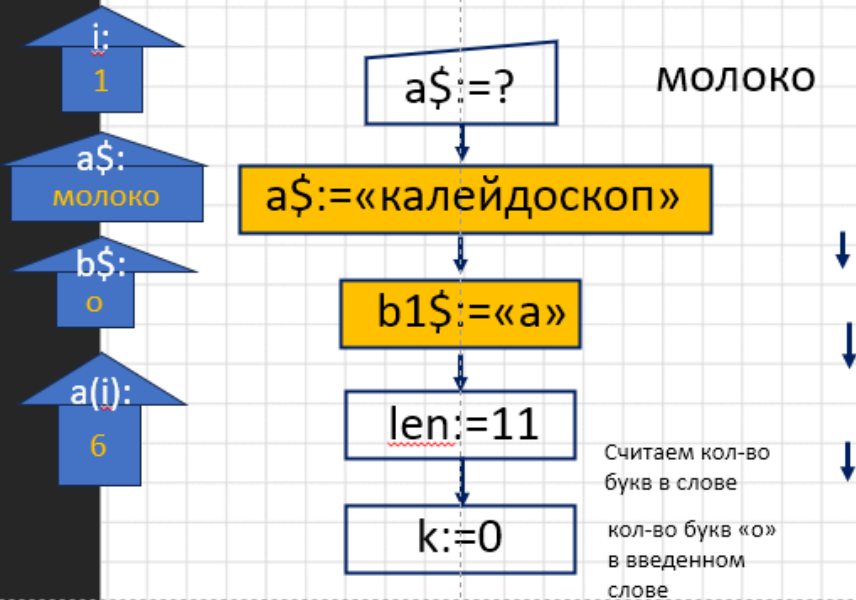 i:
1
a$:
молоко
b$:
о
a(i):
6
a$:=?
a$:=«калейдоскоп»
b1$:=«а»
len:=11
k:=0
молоко
Считаем кол-во
букв в слове
кол-во букв «о»
в введенном
слове